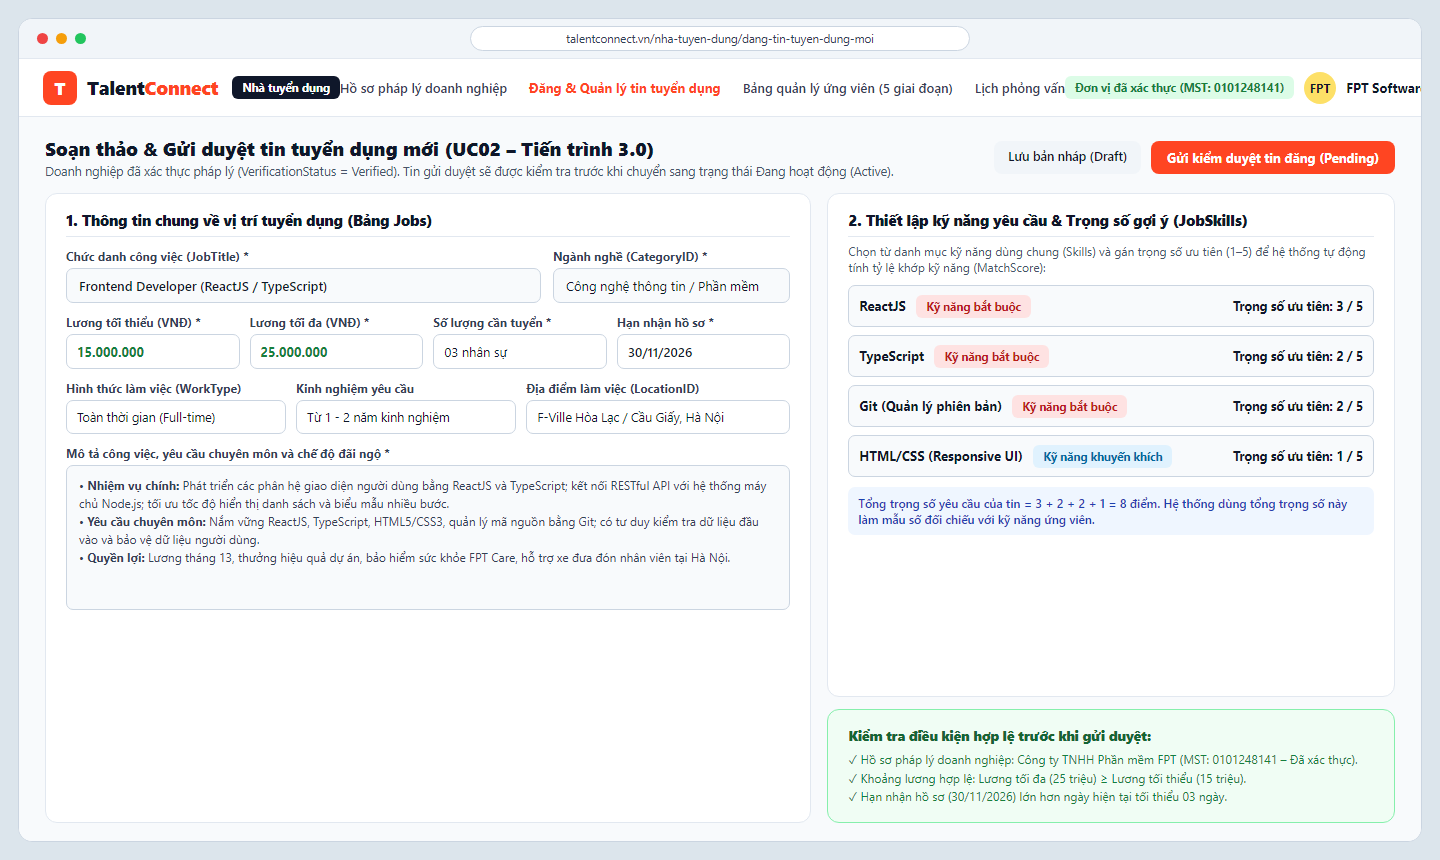 talentconnect.vn/nha-tuyen-dung/dang-tin-tuyen-dung-moi
T TalentConnect Nhà tuyển dụng Hồ sơ pháp lý doanh nghiệp Đăng & Quản lý tin tuyển dụng Bảng quản lý ứng viên (5 giai đoạn) Lịch phỏng vấn Đơn vị đã xác thực (MST: 0101248141) FPT FPT Softwar
Soạn thảo & Gửi duyệt tin tuyển dụng mới (UC02 – Tiến trình 3.0)
Doanh nghiệp đã xác thực pháp lý (VerificationStatus = Verified). Tin gửi duyệt sẽ được kiểm tra trước khi chuyển sang trạng thái Đang hoạt động (Active).
Lưu bản nháp (Draft) Gửi kiểm duyệt tin đăng (Pending)
1. Thông tin chung về vị trí tuyển dụng (Bảng Jobs)
Chức danh công việc (JobTitle) * Ngành nghề (CategoryID) *
Frontend Developer (ReactJS / TypeScript) Công nghệ thông tin / Phần mềm
Lương tối thiểu (VNĐ) * Lương tối đa (VNĐ) * Số lượng cần tuyển * Hạn nhận hồ sơ *
15.000.000 25.000.000 03 nhân sự 30/11/2026
Hình thức làm việc (WorkType) Kinh nghiệm yêu cầu Địa điểm làm việc (LocationID)
Toàn thời gian (Full-time) Từ 1 - 2 năm kinh nghiệm F-Ville Hòa Lạc / Cầu Giấy, Hà Nội
Mô tả công việc, yêu cầu chuyên môn và chế độ đãi ngộ *
• Nhiệm vụ chính: Phát triển các phân hệ giao diện người dùng bằng ReactJS và TypeScript; kết nối RESTful API với hệ thống máy
chủ Node.js; tối ưu tốc độ hiển thị danh sách và biểu mẫu nhiều bước.
• Yêu cầu chuyên môn: Nắm vững ReactJS, TypeScript, HTML5/CSS3, quản lý mã nguồn bằng Git; có tư duy kiểm tra dữ liệu đầu
vào và bảo vệ dữ liệu người dùng.
• Quyền lợi: Lương tháng 13, thưởng hiệu quả dự án, bảo hiểm sức khỏe FPT Care, hỗ trợ xe đưa đón nhân viên tại Hà Nội.
2. Thiết lập kỹ năng yêu cầu & Trọng số gợi ý (JobSkills)
Chọn từ danh mục kỹ năng dùng chung (Skills) và gán trọng số ưu tiên (1–5) để hệ thống tự động
tính tỷ lệ khớp kỹ năng (MatchScore):
ReactJS Kỹ năng bắt buộc Trọng số ưu tiên: 3 / 5
TypeScript Kỹ năng bắt buộc Trọng số ưu tiên: 2 / 5
Git (Quản lý phiên bản) Kỹ năng bắt buộc Trọng số ưu tiên: 2 / 5
HTML/CSS (Responsive UI) Kỹ năng khuyến khích Trọng số ưu tiên: 1 / 5
Tổng trọng số yêu cầu của tin = 3 + 2 + 2 + 1 = 8 điểm. Hệ thống dùng tổng trọng số này
làm mẫu số đối chiếu với kỹ năng ứng viên.
Kiểm tra điều kiện hợp lệ trước khi gửi duyệt:
✓ Hồ sơ pháp lý doanh nghiệp: Công ty TNHH Phần mềm FPT (MST: 0101248141 – Đã xác thực).
✓ Khoảng lương hợp lệ: Lương tối đa (25 triệu) ≥ Lương tối thiểu (15 triệu).
✓ Hạn nhận hồ sơ (30/11/2026) lớn hơn ngày hiện tại tối thiểu 03 ngày.